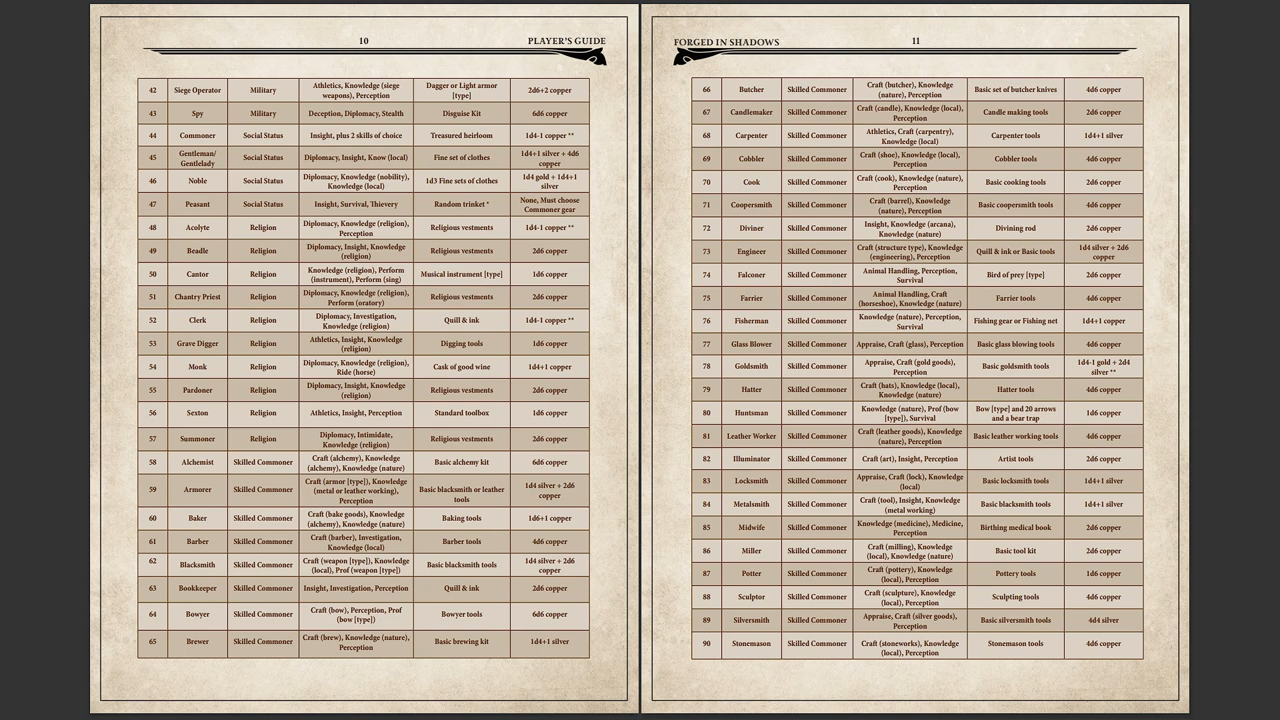 10 PLAYER'S GUIDE
42 Siege Operator Military Athletics, Knowledge (siege weapons), Perception Dagger or Light armor [type] 2d6+2 copper
43 Spy Military Deception, Diplomacy, Stealth Disguise Kit 6d6 copper
44 Commoner Social Status Insight, plus 2 skills of choice Treasured heirloom 1d4-1 copper **
45 Gentleman/ Gentlelady Social Status Diplomacy, Insight, Know (local) Fine set of clothes 1d4+1 silver + 4d6 copper
46 Noble Social Status Diplomacy, Knowledge (nobility), Knowledge (local) 1d3 Fine sets of clothes 1d4 gold + 1d4+1 silver
47 Peasant Social Status Insight, Survival, Thievery Random trinket * None, Must choose Commoner gear
48 Acolyte Religion Diplomacy, Knowledge (religion), Perception Religious vestments 1d4-1 copper **
49 Beadle Religion Diplomacy, Insight, Knowledge (religion) Religious vestments 2d6 copper
50 Cantor Religion Knowledge (religion), Perform (instrument), Perform (sing) Musical instrument [type] 1d6 copper
51 Chantry Priest Religion Diplomacy, Knowledge (religion), Perform (oratory) Religious vestments 2d6 copper
52 Clerk Religion Diplomacy, Investigation, Knowledge (religion) Quill & ink 1d4-1 copper **
53 Grave Digger Religion Athletics, Insight, Knowledge (religion) Digging tools 1d6 copper
54 Monk Religion Diplomacy, Knowledge (religion), Ride (horse) Cask of good wine 1d4+1 copper
55 Pardoner Religion Diplomacy, Insight, Knowledge (religion) Religious vestments 2d6 copper
56 Sexton Religion Athletics, Insight, Perception Standard toolbox 1d6 copper
57 Summoner Religion Diplomacy, Intimidate, Knowledge (religion) Religious vestments 2d6 copper
58 Alchemist Skilled Commoner Craft (alchemy), Knowledge (alchemy), Knowledge (nature) Basic alchemy kit 6d6 copper
59 Armorer Skilled Commoner Craft (armor [type]), Knowledge (metal or leather working), Perception Basic blacksmith or leather tools 1d4 silver + 2d6 copper
60 Baker Skilled Commoner Craft (bake goods), Knowledge (alchemy), Knowledge (nature) Baking tools 1d6+1 copper
61 Barber Skilled Commoner Craft (barber), Investigation, Knowledge (local) Barber tools 4d6 copper
62 Blacksmith Skilled Commoner Craft (weapon [type]), Knowledge (local), Prof (weapon [type]) Basic blacksmith tools 1d4 silver + 2d6 copper
63 Bookkeeper Skilled Commoner Insight, Investigation, Perception Quill & ink 2d6 copper
64 Bowyer Skilled Commoner Craft (bow), Perception, Prof (bow [type]) Bowyer tools 6d6 copper
65 Brewer Skilled Commoner Craft (brew), Knowledge (nature), Perception Basic brewing kit 1d4+1 silver
FORGED IN SHADOWS 11
66 Butcher Skilled Commoner Craft (butcher), Knowledge (nature), Perception Basic set of butcher knives 4d6 copper
67 Candlemaker Skilled Commoner Craft (candle), Knowledge (local), Perception Candle making tools 2d6 copper
68 Carpenter Skilled Commoner Athletics, Craft (carpentry), Knowledge (local) Carpenter tools 1d4+1 silver
69 Cobbler Skilled Commoner Craft (shoe), Knowledge (local), Perception Cobbler tools 4d6 copper
70 Cook Skilled Commoner Craft (cook), Knowledge (nature), Perception Basic cooking tools 2d6 copper
71 Coopersmith Skilled Commoner Craft (barrel), Knowledge (nature), Perception Basic coopersmith tools 4d6 copper
72 Diviner Skilled Commoner Insight, Knowledge (arcana), Knowledge (nature) Divining rod 2d6 copper
73 Engineer Skilled Commoner Craft (structure type), Knowledge (engineering), Perception Quill & ink or Basic tools 1d4 silver + 2d6 copper
74 Falconer Skilled Commoner Animal Handling, Perception, Survival Bird of prey [type] 2d6 copper
75 Farrier Skilled Commoner Animal Handling, Craft (horseshoe), Knowledge (nature) Farrier tools 4d6 copper
76 Fisherman Skilled Commoner Knowledge (nature), Perception, Survival Fishing gear or Fishing net 1d4+1 copper
77 Glass Blower Skilled Commoner Appraise, Craft (glass), Perception Basic glass blowing tools 4d6 copper
78 Goldsmith Skilled Commoner Appraise, Craft (gold goods), Perception Basic goldsmith tools 1d4-1 gold + 2d4 silver **
79 Hatter Skilled Commoner Craft (hats), Knowledge (local), Knowledge (nature) Hatter tools 4d6 copper
80 Huntsman Skilled Commoner Knowledge (nature), Prof (bow [type]), Survival Bow [type] and 20 arrows and a bear trap 1d6 copper
81 Leather Worker Skilled Commoner Craft (leather goods), Knowledge (nature), Perception Basic leather working tools 4d6 copper
82 Illuminator Skilled Commoner Craft (art), Insight, Perception Artist tools 2d6 copper
83 Locksmith Skilled Commoner Appraise, Craft (lock), Knowledge (local) Basic locksmith tools 1d4+1 silver
84 Metalsmith Skilled Commoner Craft (tool), Insight, Knowledge (metal working) Basic blacksmith tools 1d4+1 silver
85 Midwife Skilled Commoner Knowledge (medicine), Medicine, Perception Birthing medical book 2d6 copper
86 Miller Skilled Commoner Craft (milling), Knowledge (local), Knowledge (nature) Basic tool kit 2d6 copper
87 Potter Skilled Commoner Craft (pottery), Knowledge (local), Perception Pottery tools 1d6 copper
88 Sculptor Skilled Commoner Craft (sculpture), Knowledge (local), Perception Sculpting tools 4d6 copper
89 Silversmith Skilled Commoner Appraise, Craft (silver goods), Perception Basic silversmith tools 4d4 silver
90 Stonemason Skilled Commoner Craft (stoneworks), Knowledge (local), Perception Stonemason tools 4d6 copper